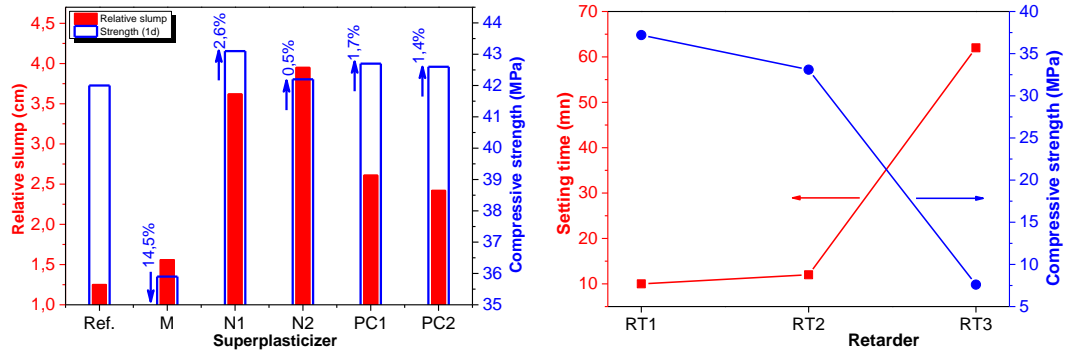 Relative slump
Strength (1d)
Relative slump (cm)
4,5
4,0
3,5
3,0
2,5
2,0
1,5
1,0
14,5%
2,6%
0,5%
1,7%
1,4%
44
43
42
41
40
39
38
37
36
35
Compressive strength (MPa)
Ref.
M
N1
N2
PC1
PC2
Superplasticizer
Setting time (mn)
70
60
50
40
30
20
10
40
35
30
25
20
15
10
5
Compressive strength (MPa)
RT1
RT2
RT3
Retarder